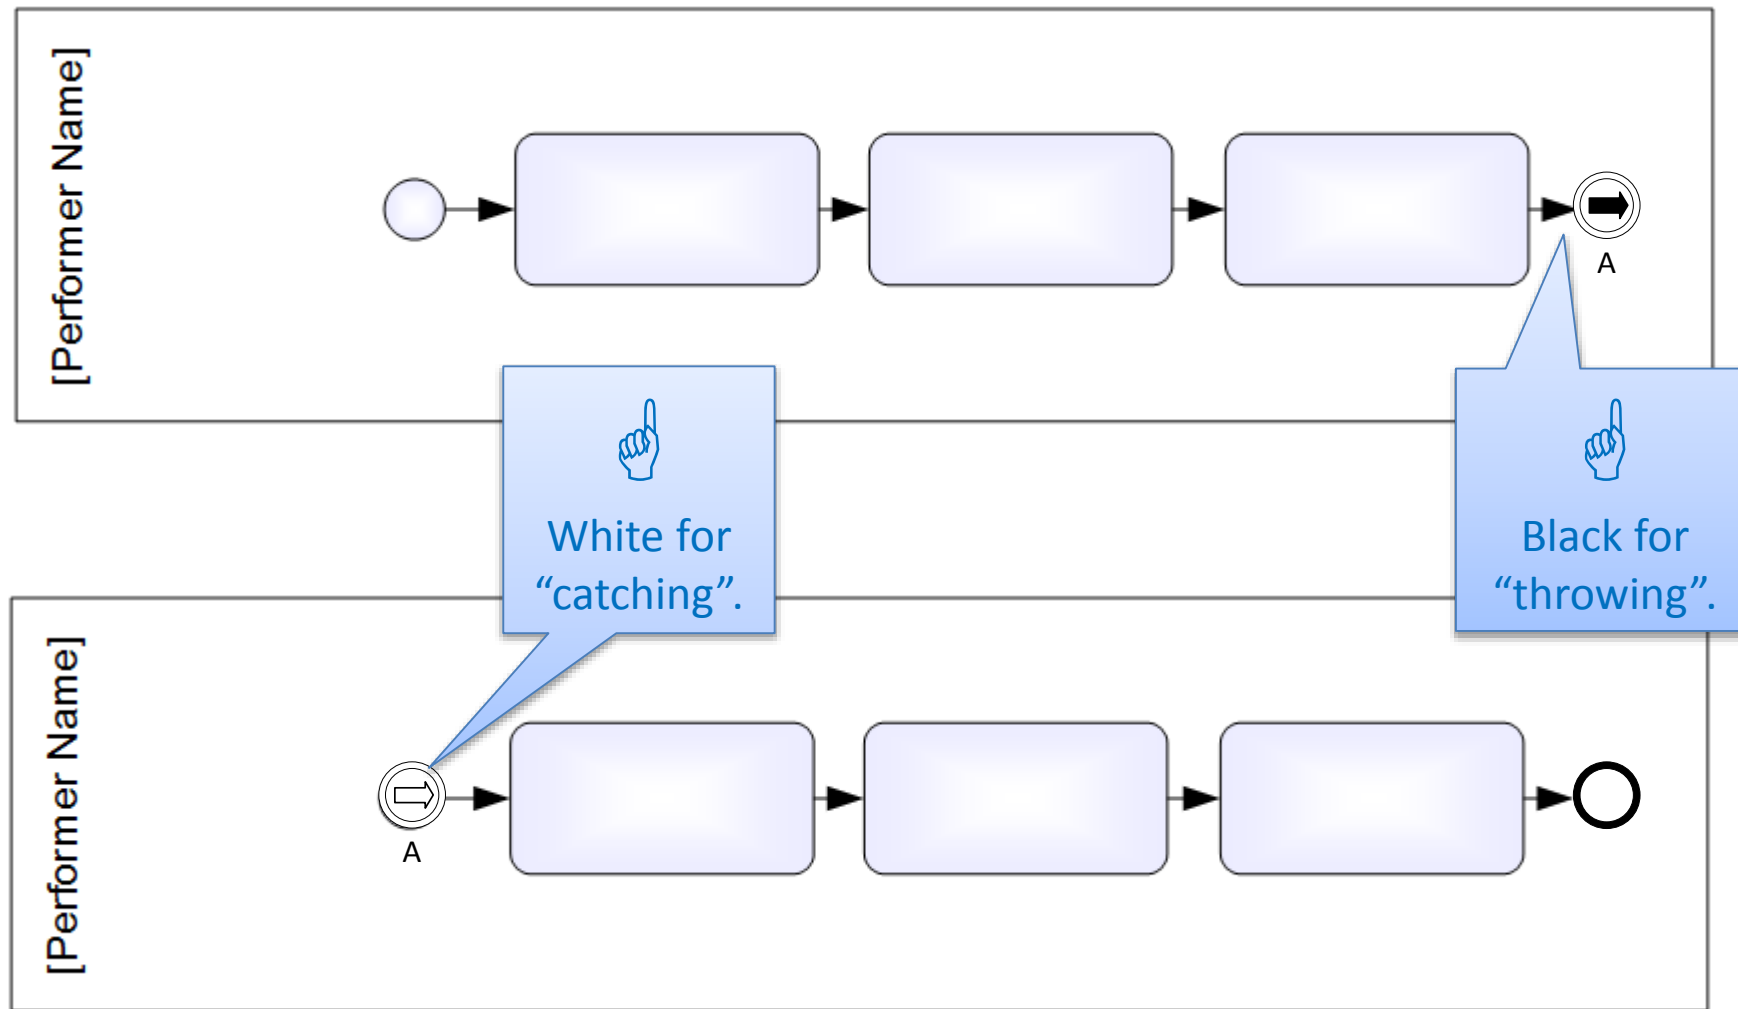 [Performer Name]
A
White for
“catching”.
Black for
“throwing”.
[Performer Name]
A